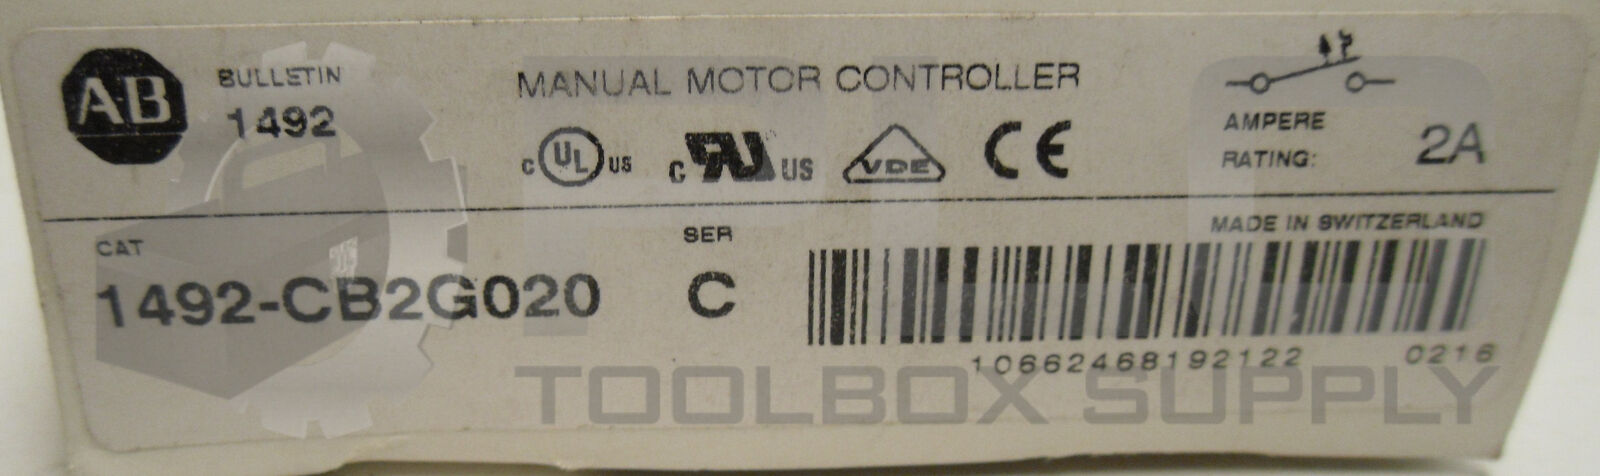 AB
BULLETIN
1492
MANUAL MOTOR CONTROLLER
c UL us
c RU US
VDE
CE
AMPERE
RATING: 2A
MADE IN SWITZERLAND
CAT
1492-CB2G020
SER
C
10662468192122 0216
TOOLBOX SUPPLY